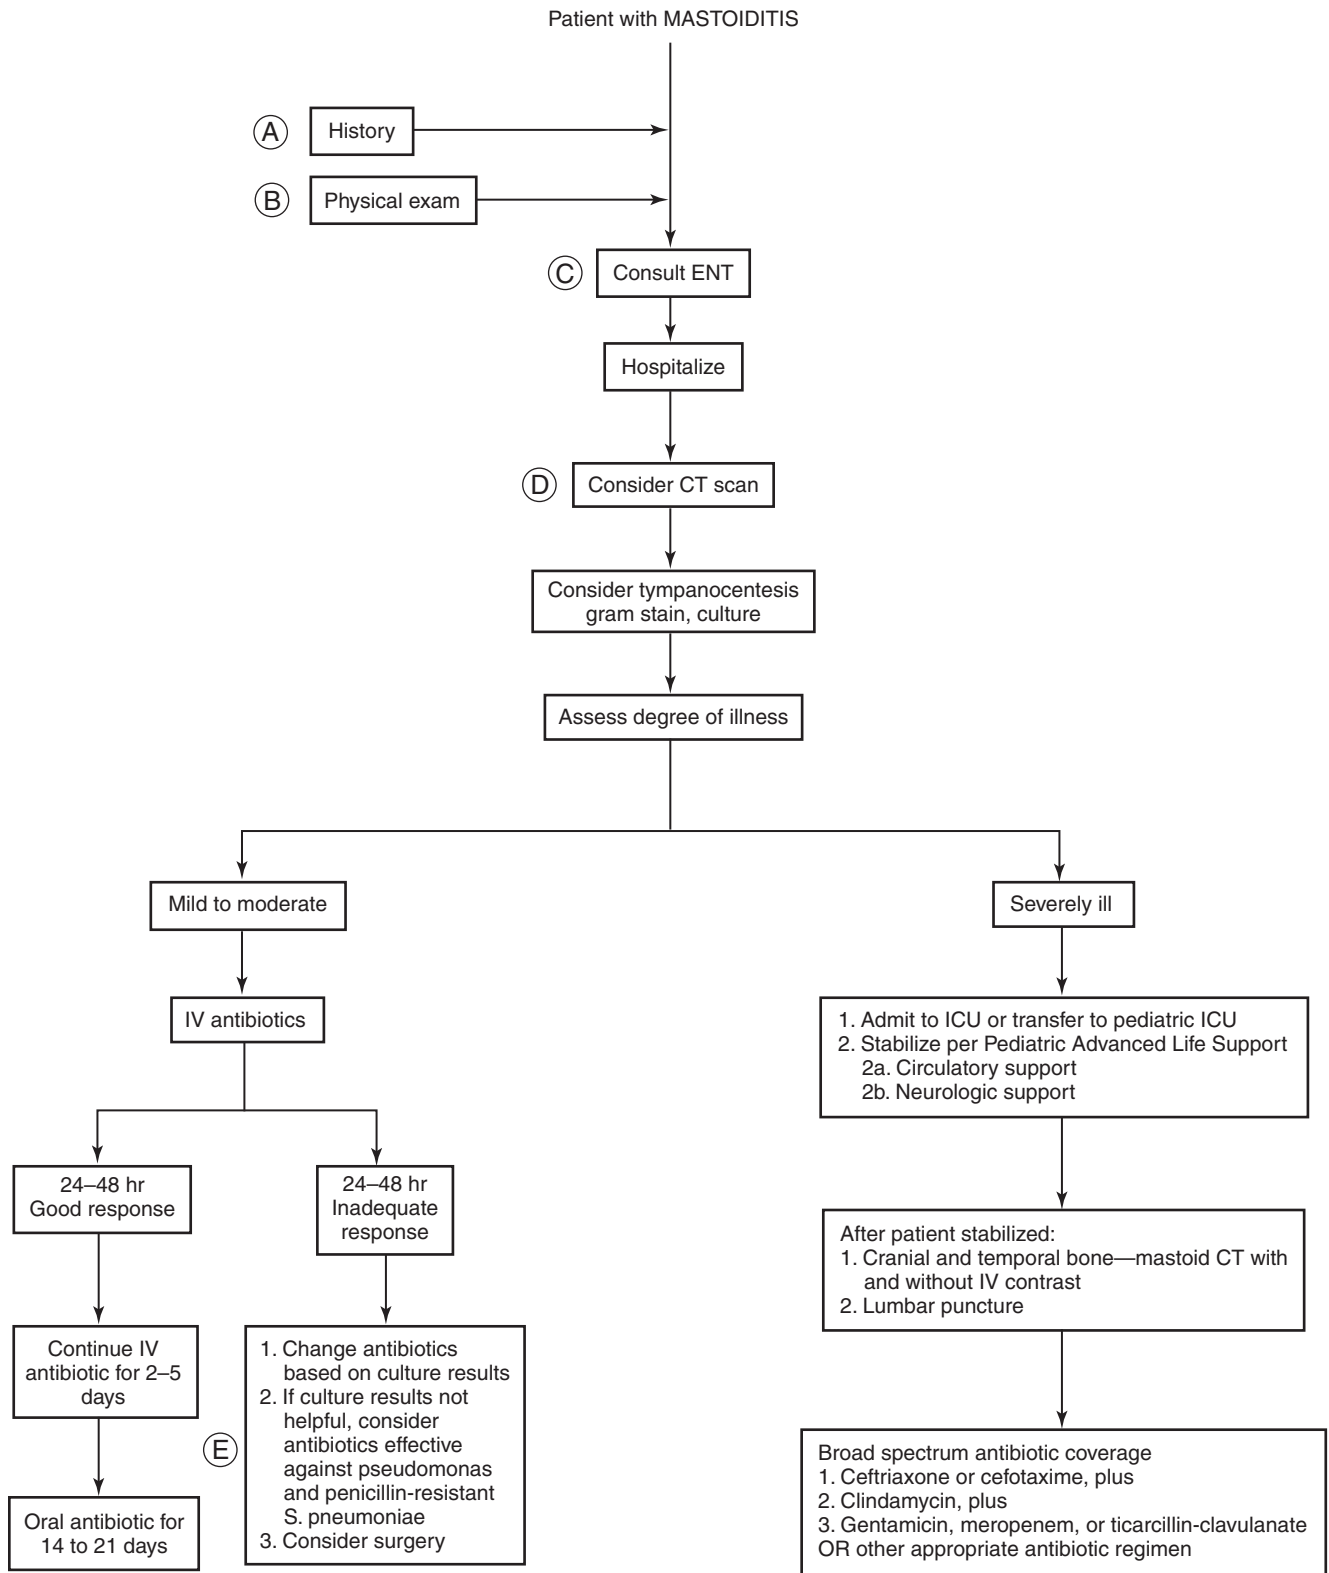 Patient with MASTOIDITIS
A
History
B
Physical exam
C
Consult ENT
Hospitalize
D
Consider CT scan
Consider tympanocentesis
gram stain, culture
Assess degree of illness
Mild to moderate
IV antibiotics
24–48 hr
Good response
Continue IV
antibiotic for 2–5
days
Oral antibiotic for
14 to 21 days
24–48 hr
Inadequate
response
E
1. Change antibiotics
based on culture results
2. If culture results not
helpful, consider
antibiotics effective
against pseudomonas
and penicillin-resistant
S. pneumoniae
3. Consider surgery
Severely ill
1. Admit to ICU or transfer to pediatric ICU
2. Stabilize per Pediatric Advanced Life Support
2a. Circulatory support
2b. Neurologic support
After patient stabilized:
1. Cranial and temporal bone—mastoid CT with
and without IV contrast
2. Lumbar puncture
Broad spectrum antibiotic coverage
1. Ceftriaxone or cefotaxime, plus
2. Clindamycin, plus
3. Gentamicin, meropenem, or ticarcillin-clavulanate
OR other appropriate antibiotic regimen